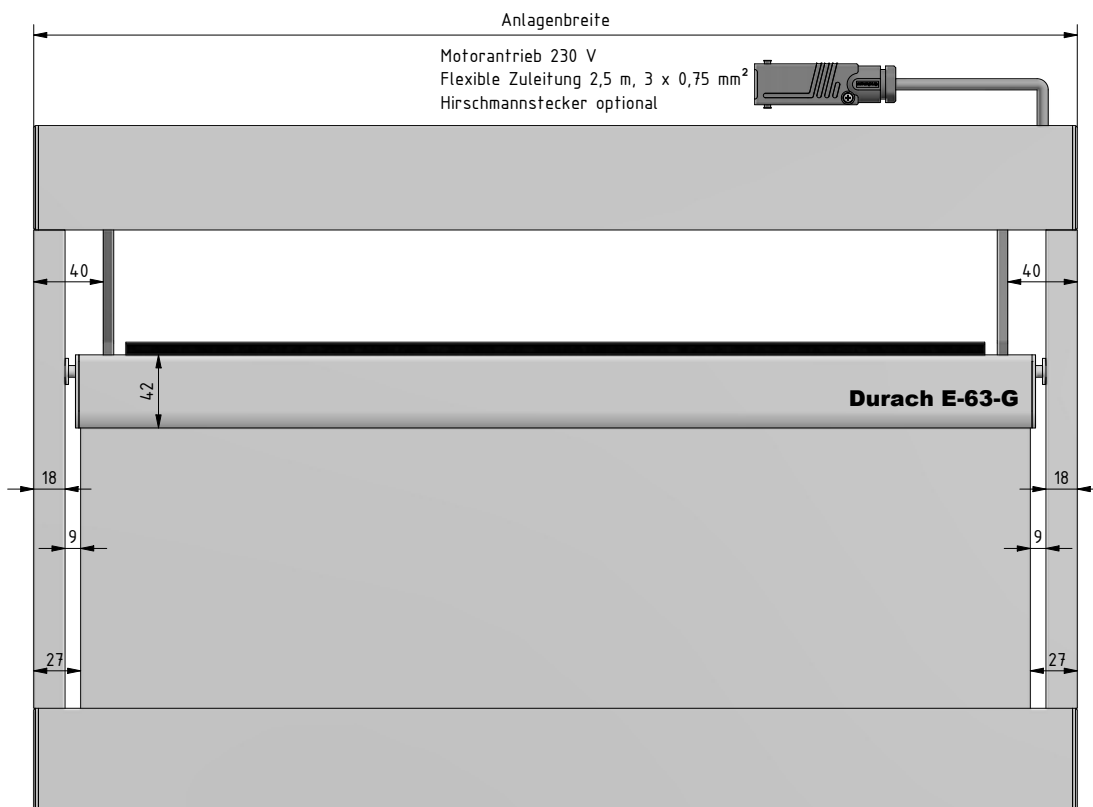 Anlagenbreite
Motorantrieb 230 V
Flexible Zuleitung 2,5 m, 3 x 0,75 mm²
Hirschmannstecker optional
40
40
42
Durach E-63-G
18
18
9
9
27
27